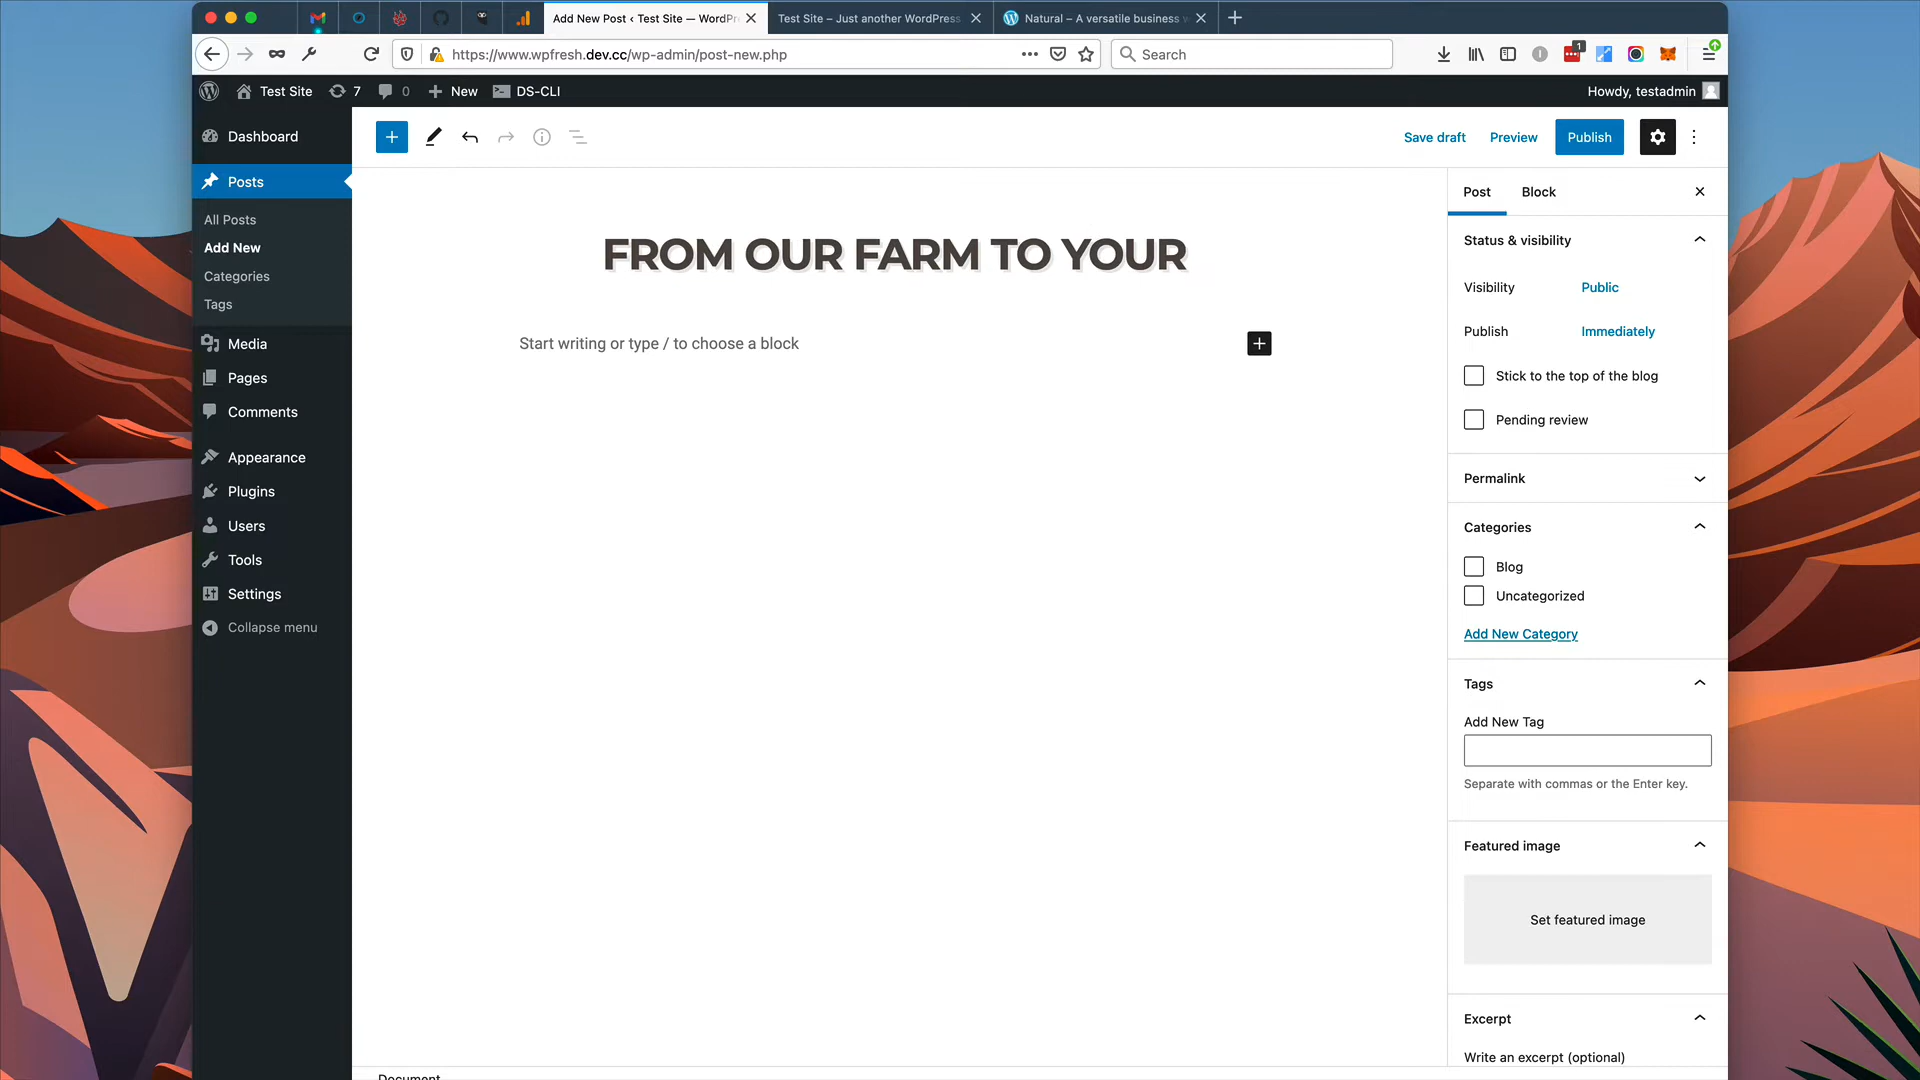 Add New Post ‹ Test Site — WordPr
Test Site – Just another WordPress
Natural – A versatile business w
https://www.wpfresh.dev.cc/wp-admin/post-new.php
Search
1
Test Site
7
0
New
DS-CLI
Howdy, testadmin
Dashboard
Posts
All Posts
Add New
Categories
Tags
Media
Pages
Comments
Appearance
Plugins
Users
Tools
Settings
Collapse menu
Save draft
Preview
Publish
FROM OUR FARM TO YOUR
Start writing or type / to choose a block
Post
Block
Status & visibility
Visibility
Public
Publish
Immediately
Stick to the top of the blog
Pending review
Permalink
Categories
Blog
Uncategorized
Add New Category
Tags
Add New Tag
Separate with commas or the Enter key.
Featured image
Set featured image
Excerpt
Write an excerpt (optional)
Document